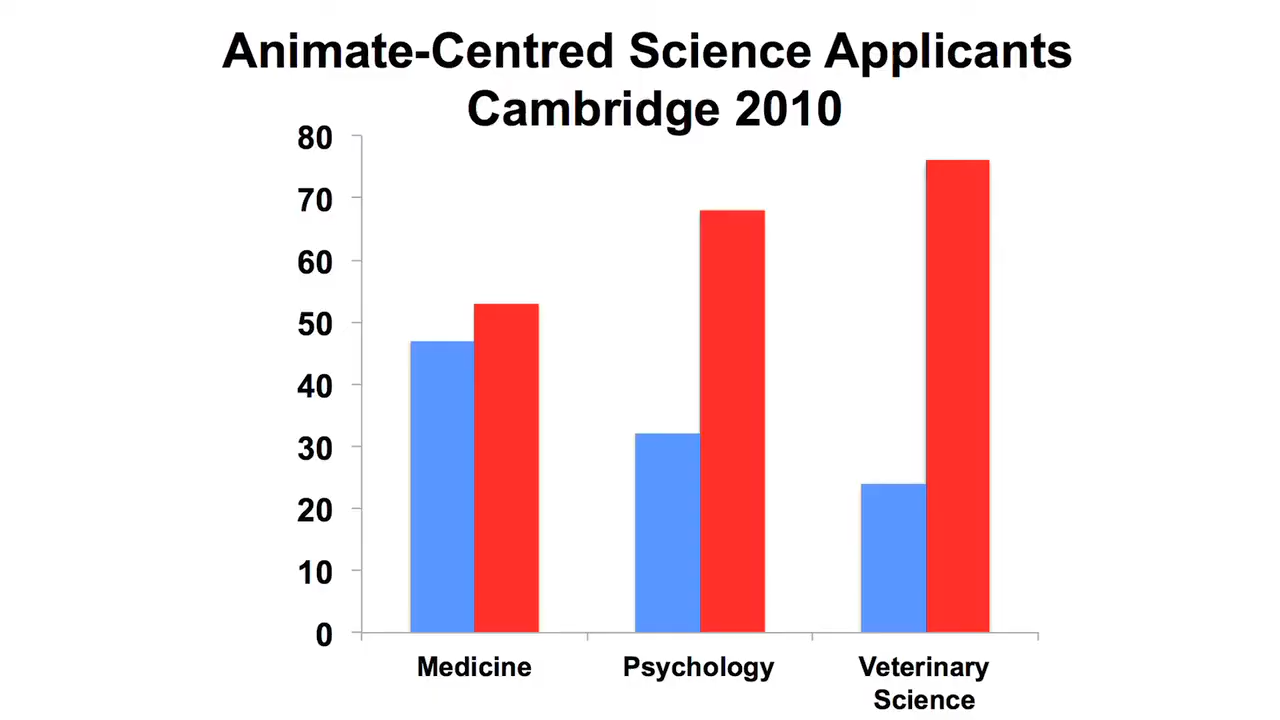 Animate-Centred Science Applicants
Cambridge 2010
80
70
60
50
40
30
20
10
0
Medicine
Psychology
Veterinary
Science